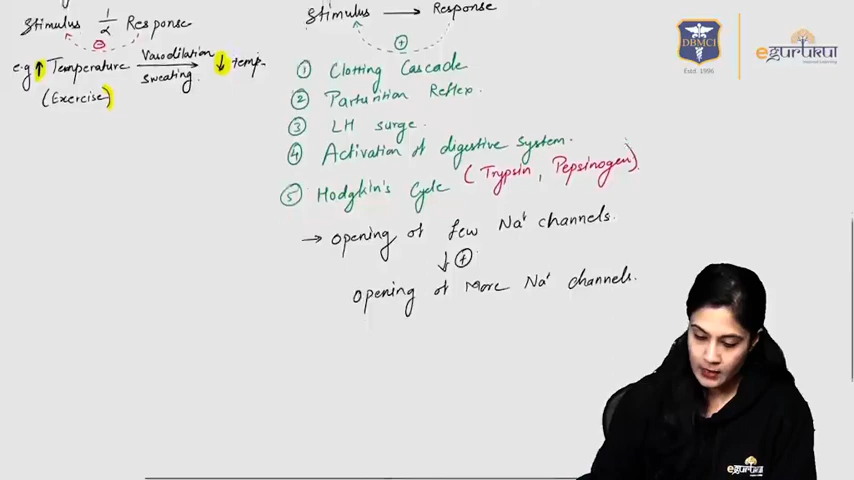 Stimulus 1/α Response
⊖
e.g ↑ Temperature Vasodilation sweating → ↓ temp.
(Exercise)
Stimulus → Response
⊕
① Clotting Cascade
② Parturition Reflex.
③ LH surge.
④ Activation of digestive system.
(Trypsin, Pepsinogen).
⑤ Hodgkin's Cycle
→ opening of few Na⁺ channels.
↓ ⊕
opening of More Na⁺ channels.
DBMCI
Estd. 1996
egurukul
egurukul